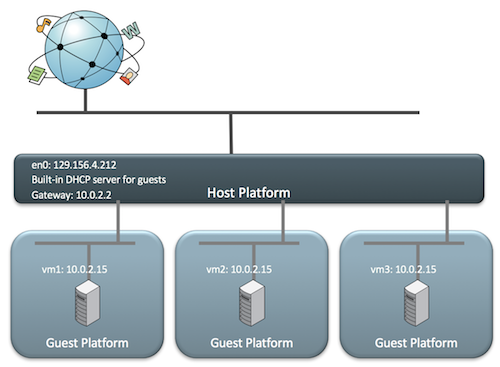 W
en0: 129.156.4.212
Built-in DHCP server for guests
Gateway: 10.0.2.2
Host Platform
vm1: 10.0.2.15
vm2: 10.0.2.15
vm3: 10.0.2.15
Guest Platform
Guest Platform
Guest Platform